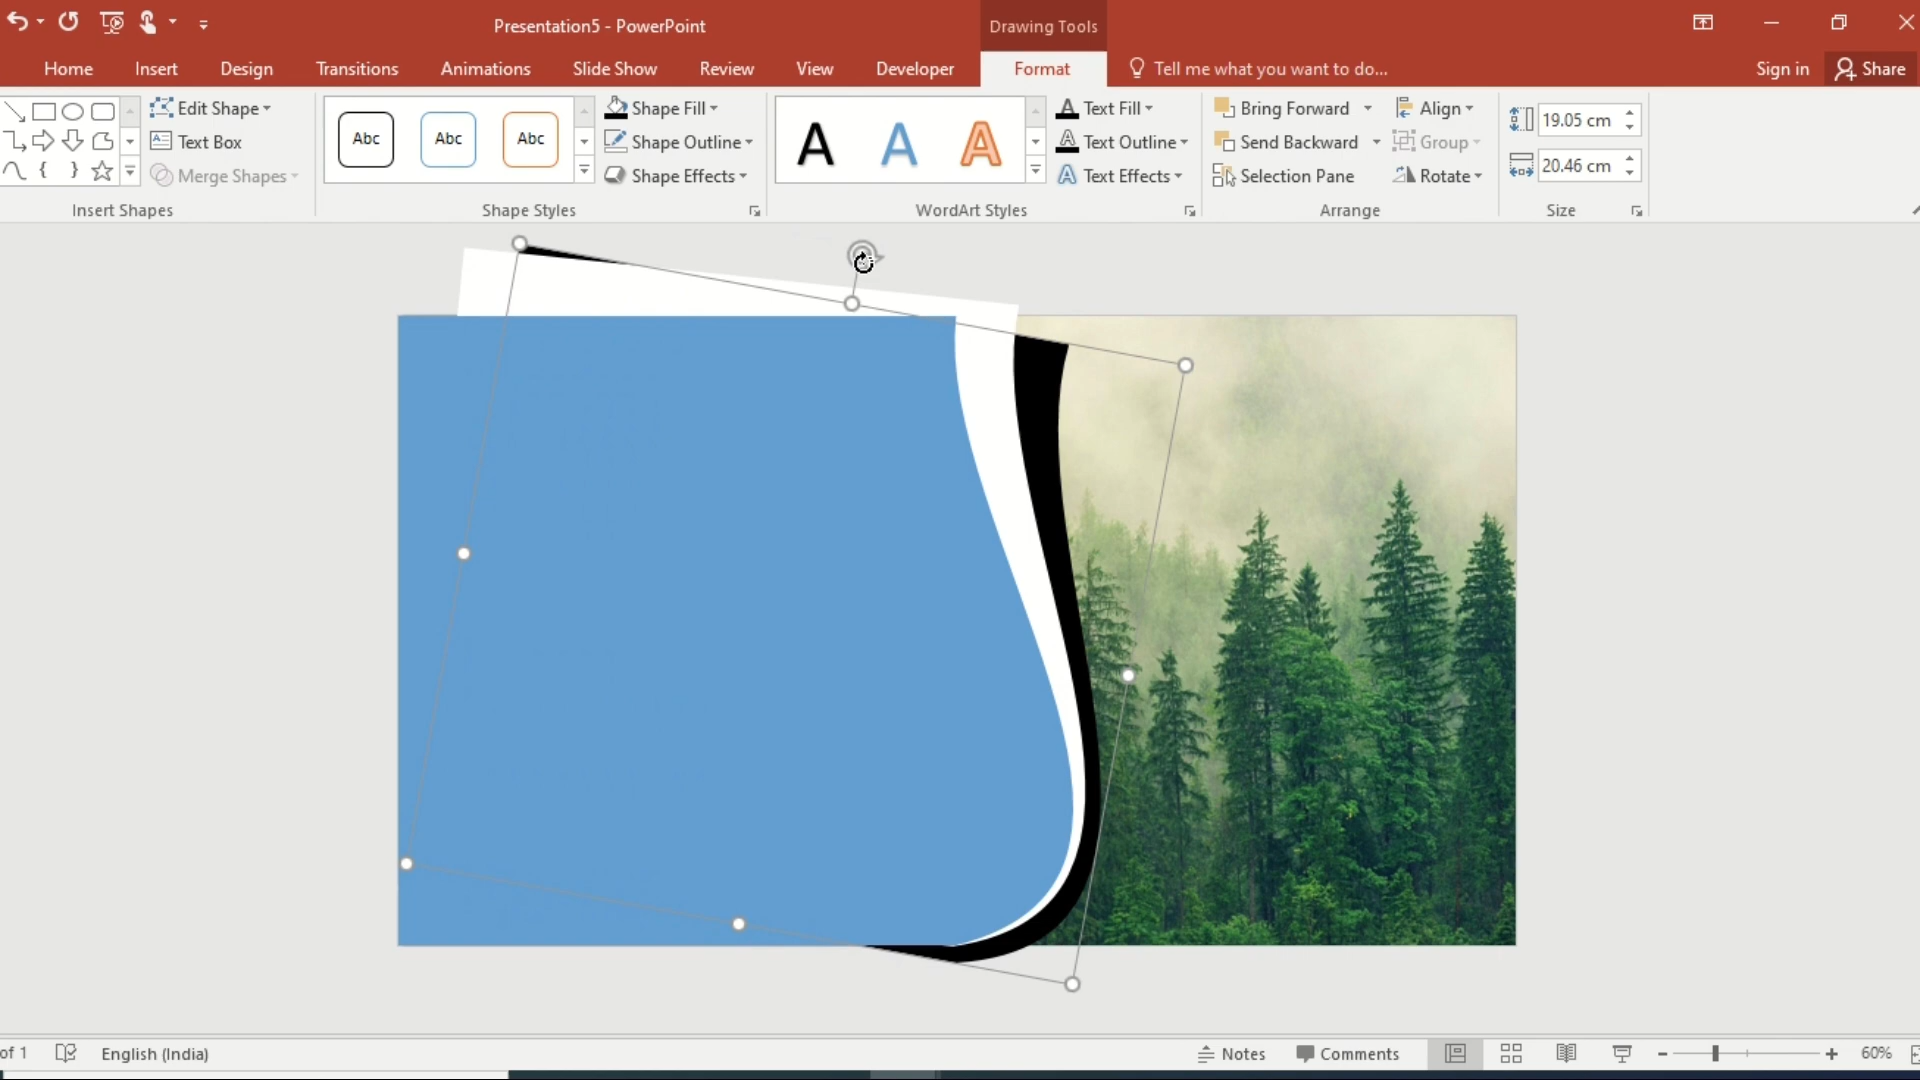 Presentation5 - PowerPoint
Drawing Tools
Home Insert Design Transitions Animations Slide Show Review View Developer Format Tell me what you want to do... Sign in Share
Edit Shape
Text Box
Merge Shapes
Insert Shapes
Abc Abc Abc
Shape Fill
Shape Outline
Shape Effects
Shape Styles
A A A
Text Fill
Text Outline
Text Effects
WordArt Styles
Bring Forward
Send Backward
Selection Pane
Align
Group
Rotate
Arrange
19.05 cm
20.46 cm
Size
of 1 English (India) Notes Comments 60%